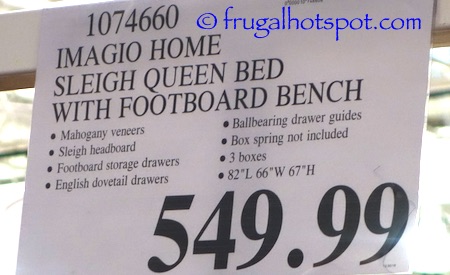 © frugalhotspot.com
1074660
IMAGIO HOME
SLEIGH QUEEN BED
WITH FOOTBOARD BENCH
• Mahogany veneers
• Sleigh headboard
• Footboard storage drawers
• English dovetail drawers
• Ballbearing drawer guides
• Box spring not included
• 3 boxes
• 82"L 66"W 67"H
549.99